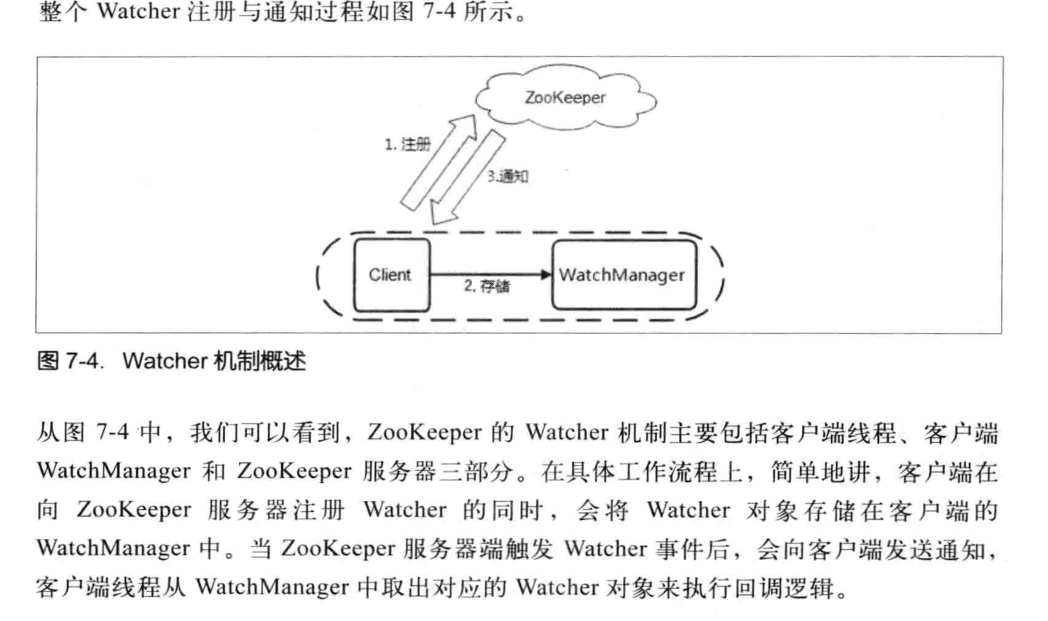 整个 Watcher 注册与通知过程如图 7-4 所示。
ZooKeeper
1. 注册
3.通知
Client
2. 存储
WatchManager
图 7-4. Watcher 机制概述
从图 7-4 中，我们可以看到，ZooKeeper 的 Watcher 机制主要包括客户端线程、客户端
WatchManager 和 ZooKeeper 服务器三部分。在具体工作流程上，简单地讲，客户端在
向 ZooKeeper 服务器注册 Watcher 的同时，会将 Watcher 对象存储在客户端的
WatchManager 中。当 ZooKeeper 服务器端触发 Watcher 事件后，会向客户端发送通知，
客户端线程从 WatchManager 中取出对应的 Watcher 对象来执行回调逻辑。